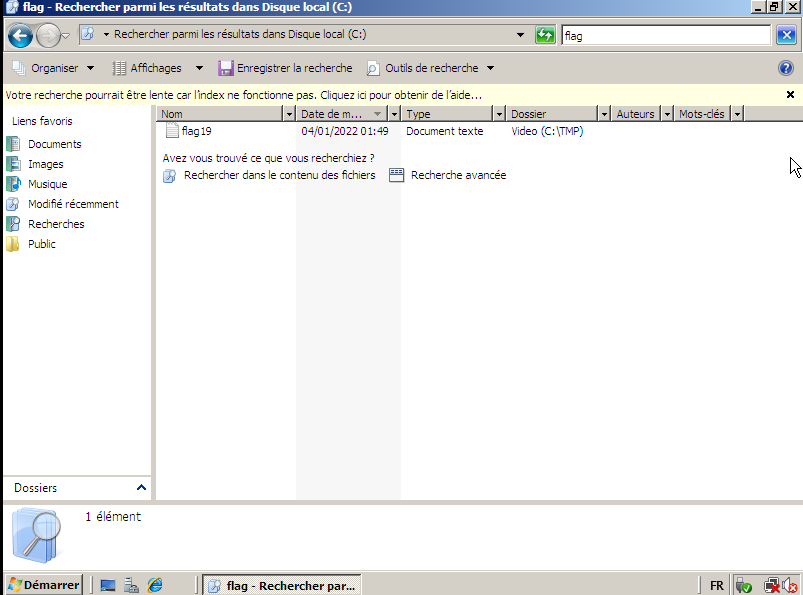 flag - Rechercher parmi les résultats dans Disque local (C:)
Rechercher parmi les résultats dans Disque local (C:)
flag
Organiser
Affichages
Enregistrer la recherche
Outils de recherche
Votre recherche pourrait être lente car l'index ne fonctionne pas. Cliquez ici pour obtenir de l'aide...
Liens favoris
Documents
Images
Musique
Modifié récemment
Recherches
Public
Nom Date de m... Type Dossier Auteurs Mots-clés
flag19 04/01/2022 01:49 Document texte Video (C:\TMP)
Avez vous trouvé ce que vous recherchiez ?
Rechercher dans le contenu des fichiers Recherche avancée
Dossiers
1 élément
Démarrer
flag - Rechercher par...
FR